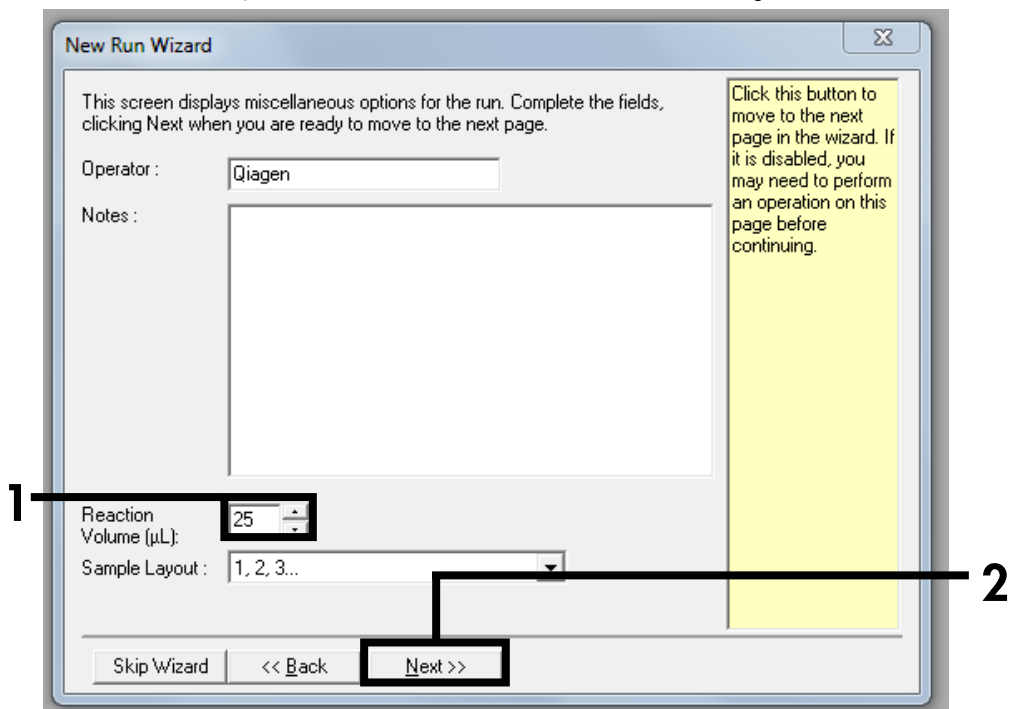 New Run Wizard
This screen displays miscellaneous options for the run. Complete the fields,
clicking Next when you are ready to move to the next page.
Operator :
Qiagen
Notes :
Reaction
Volume (µL):
25
Sample Layout :
1, 2, 3...
Skip Wizard
<< Back
Next >>
Click this button to
move to the next
page in the wizard. If
it is disabled, you
may need to perform
an operation on this
page before
continuing.
1
2